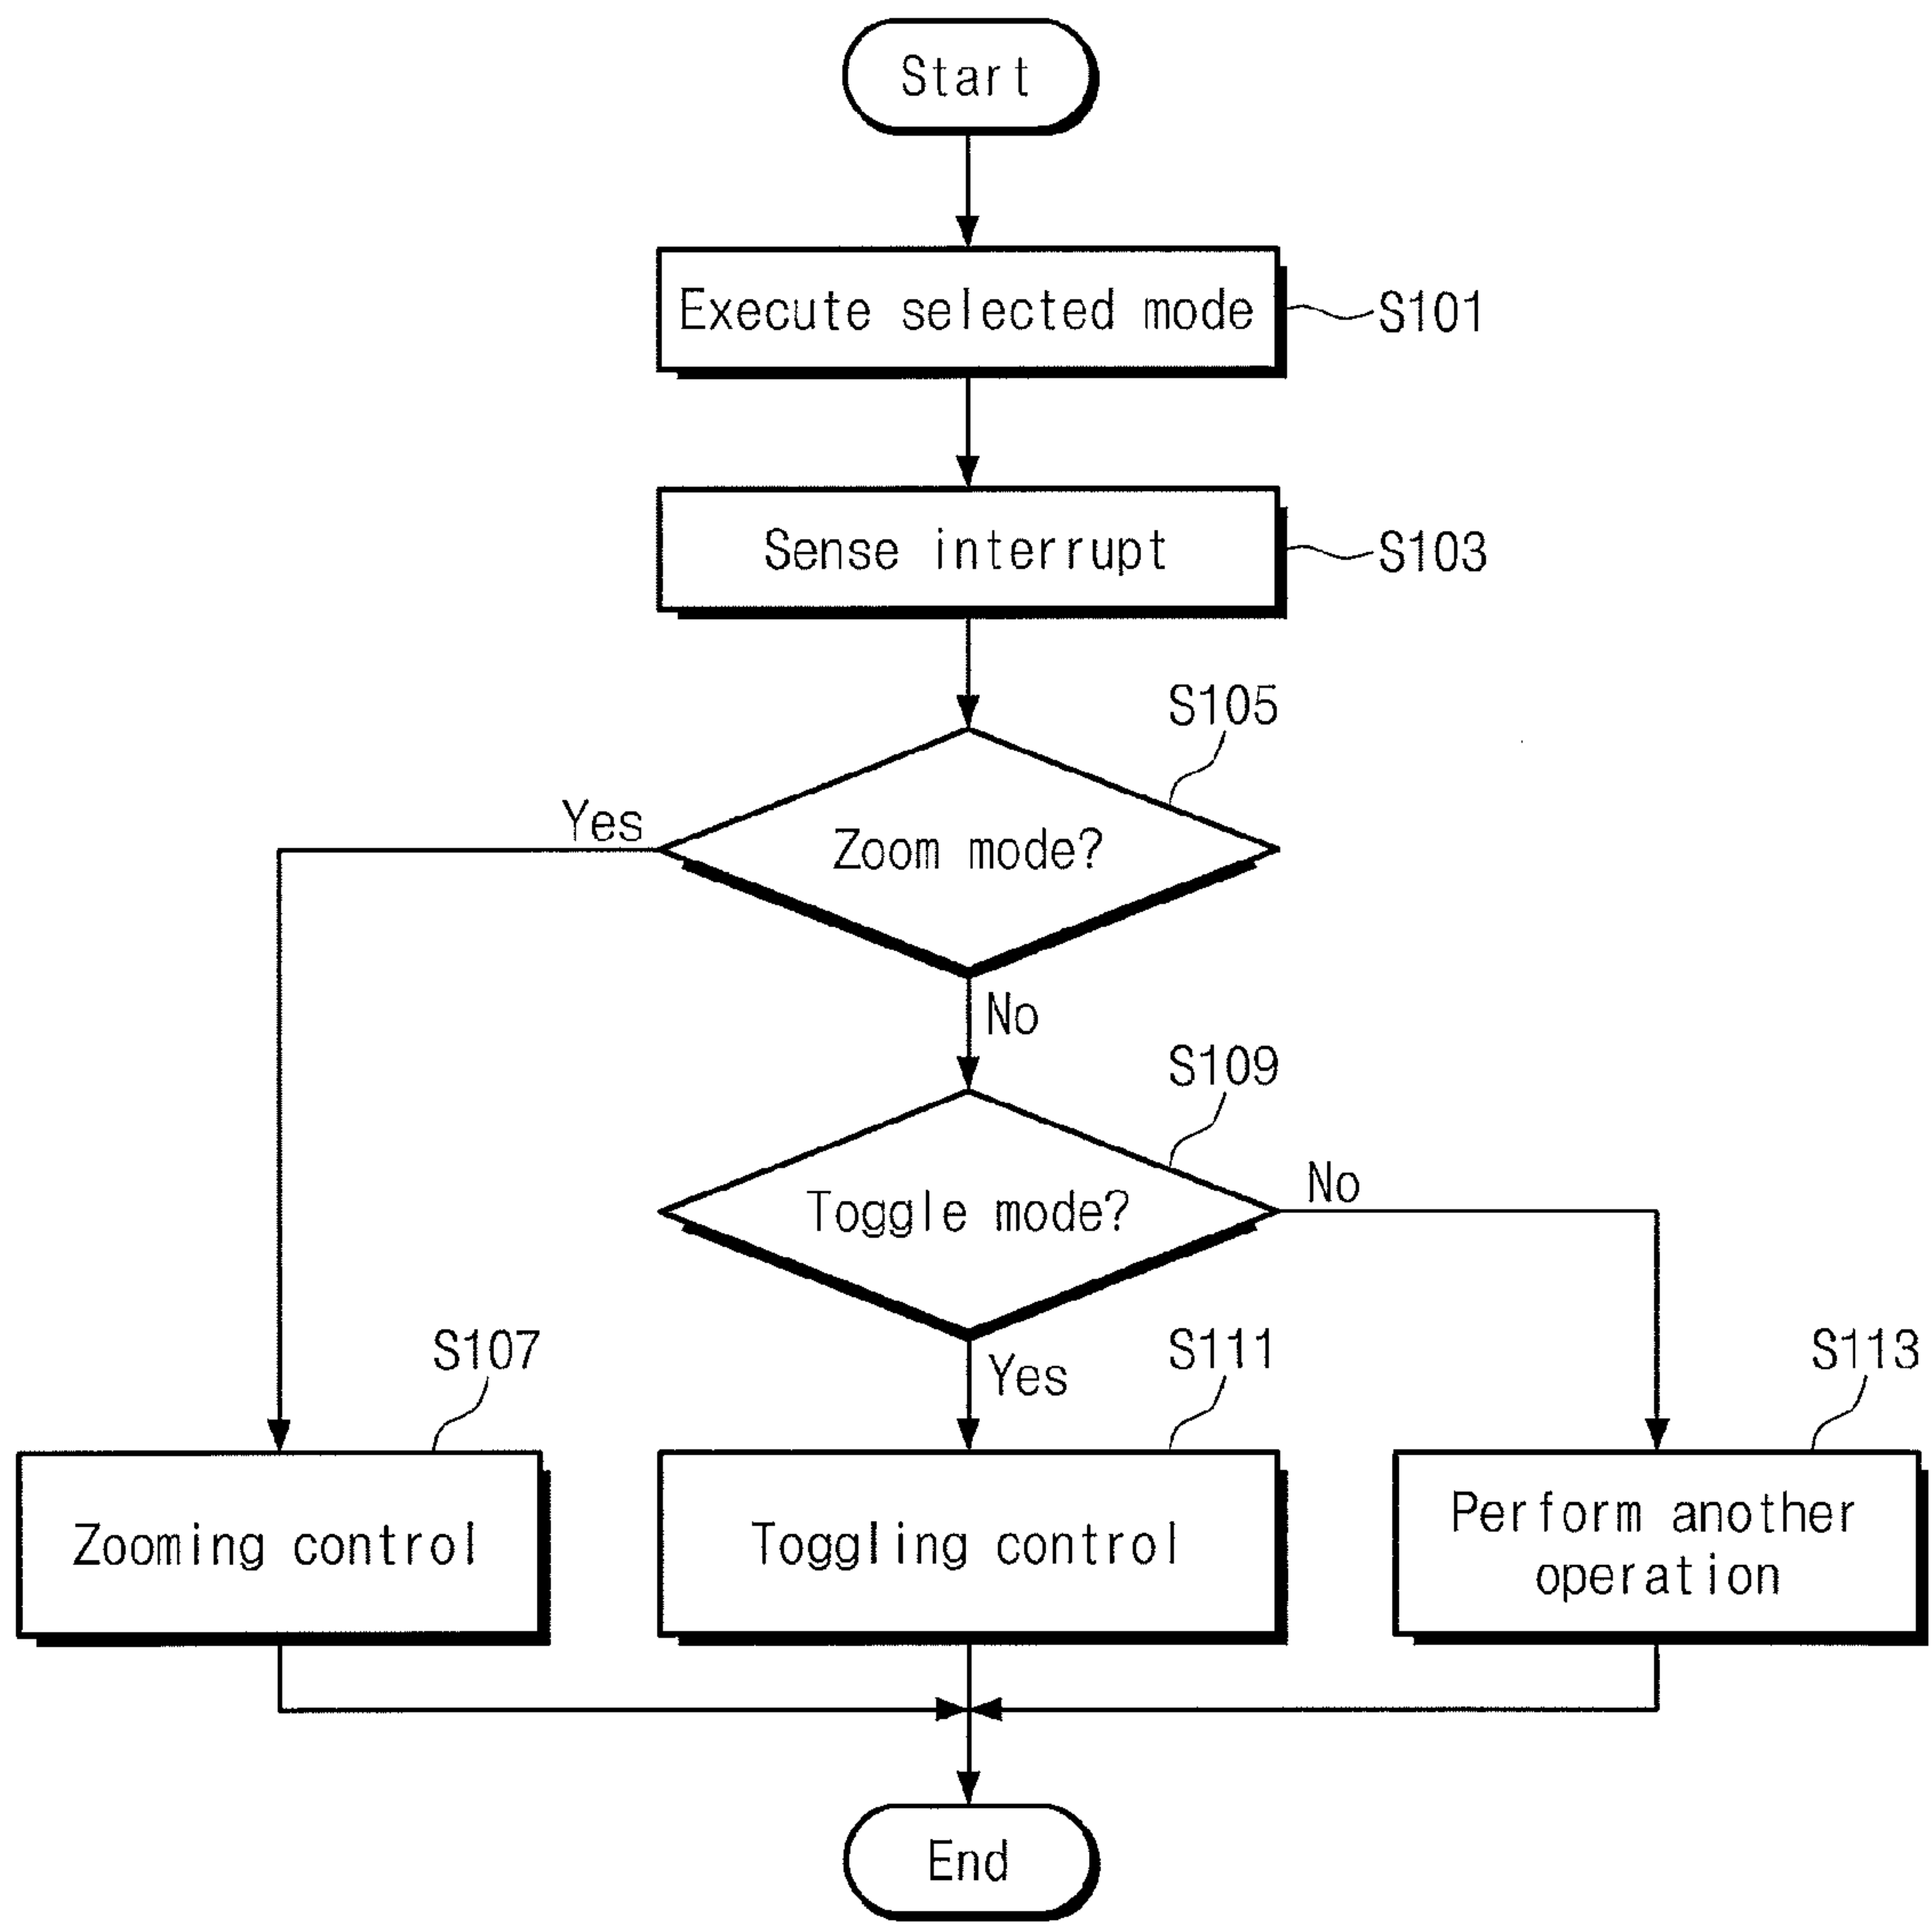 Start
Execute selected mode
S101
Sense interrupt
S103
S105
Yes
Zoom mode?
No
S109
Toggle mode?
No
S107
Yes
S111
S113
Zooming control
Toggling control
Perform another
operation
End